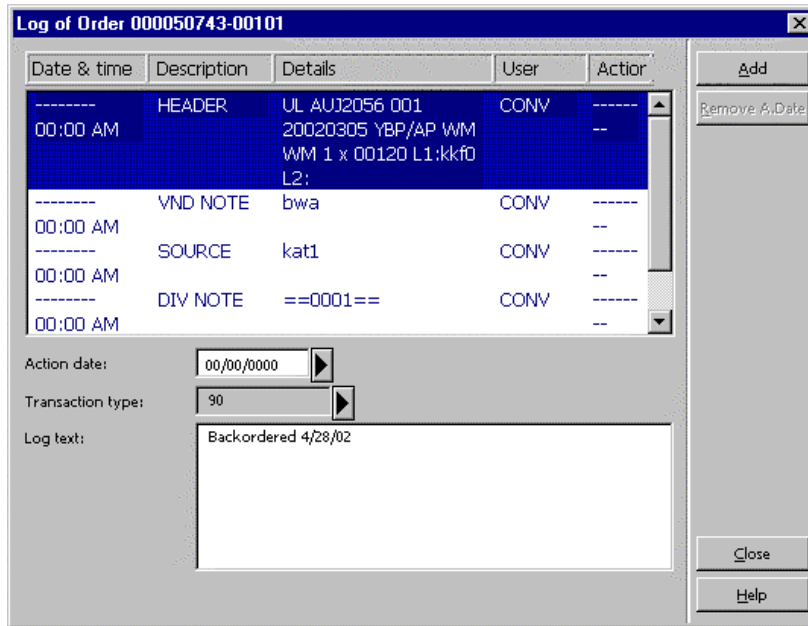 Log of Order 000050743-00101
Date & time Description Details User Action
-------- HEADER UL AUJ2056 001 CONV ------
00:00 AM 20020305 YBP/AP WM --
WM 1 x 00120 L1:kkf0
L2:
-------- VND NOTE bwa CONV ------
00:00 AM --
-------- SOURCE kat1 CONV ------
00:00 AM --
-------- DIV NOTE ==0001== CONV ------
00:00 AM --
Action date: 00/00/0000
Transaction type: 90
Log text: Backordered 4/28/02
Add
Remove A.Date
Close
Help